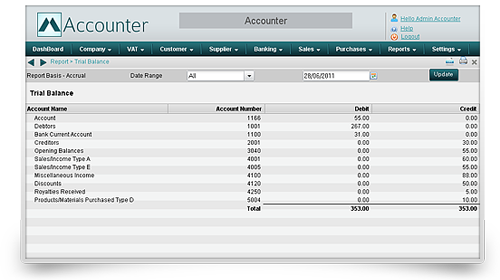 Accounter
Accounter
Hello Admin Accounter
Help
Logout
DashBoard Company VAT Customer Supplier Banking Sales Purchases Reports Settings
Report > Trial Balance
Report Basis - Accrual Date Range All 28/06/2011 Update
Trial Balance
Account Name Account Number Debit Credit
Account 1166 55.00 0.00
Debtors 1001 267.00 0.00
Bank Current Account 1100 31.00 0.00
Creditors 2001 0.00 30.00
Opening Balances 3040 0.00 55.00
Sales/Income Type A 4001 0.00 60.00
Sales/Income Type E 4005 0.00 55.00
Miscellaneous Income 4100 0.00 88.00
Discounts 4120 0.00 50.00
Royalties Received 4250 0.00 5.00
Products/Materials Purchased Type D 5004 0.00 10.00
Total 353.00 353.00